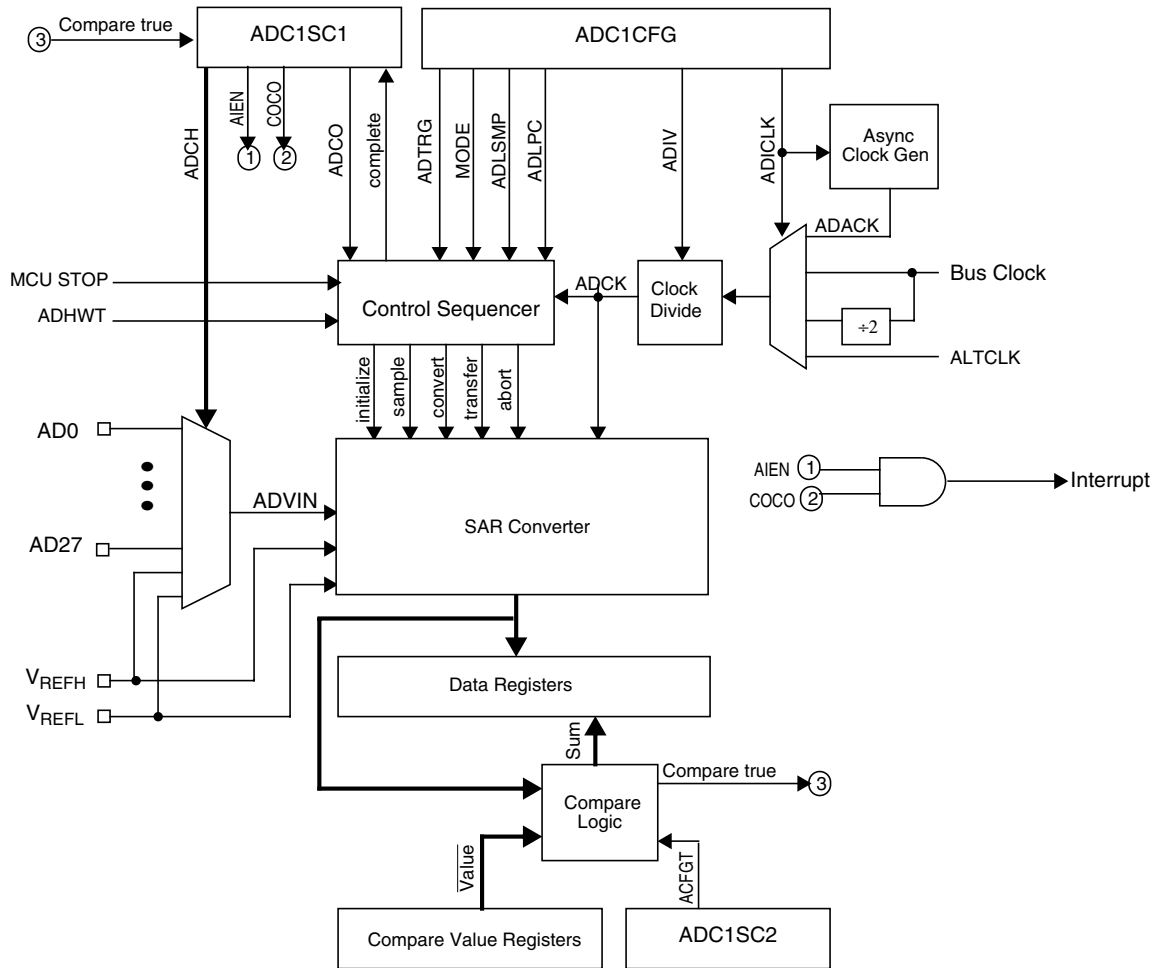 3 Compare true
ADC1SC1
ADC1CFG
ADCH
AIEN
COCO
1
2
ADCO
complete
ADTRG
MODE
ADLSMP
ADLPC
ADIV
ADICLK
Async
Clock Gen
ADACK
MCU STOP
ADHWT
Control Sequencer
ADCK
Clock
Divide
Bus Clock
÷2
ALTCLK
initialize
sample
convert
transfer
abort
AD0
AD27
ADVIN
SAR Converter
AIEN 1
COCO 2
Interrupt
VREFH
VREFL
Data Registers
Sum
Compare true
3
Compare
Logic
Value
ACFGT
Compare Value Registers
ADC1SC2